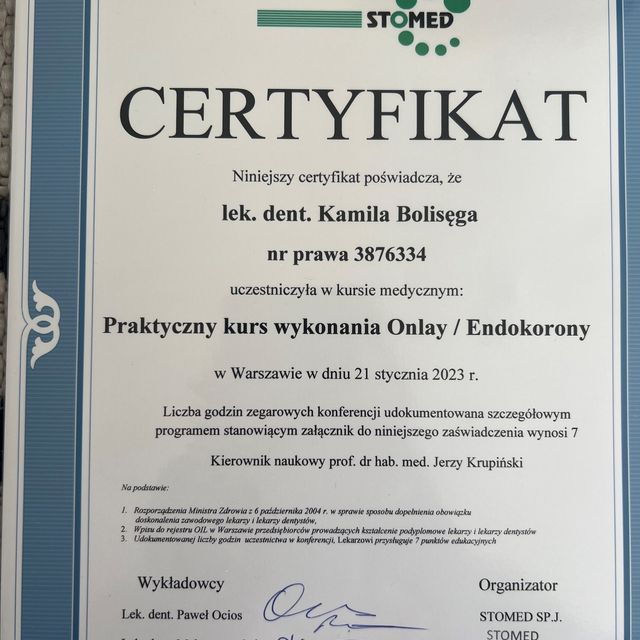 STOMED
CERTYFIKAT
Niniejszy certyfikat poświadcza, że
lek. dent. Kamila Bolisęga
nr prawa 3876334
uczestniczyła w kursie medycznym:
Praktyczny kurs wykonania Onlay / Endokorony
w Warszawie w dniu 21 stycznia 2023 r.
Liczba godzin zegarowych konferencji udokumentowana szczegółowym
programem stanowiącym załącznik do niniejszego zaświadczenia wynosi 7
Kierownik naukowy prof. dr hab. med. Jerzy Krupiński
Na podstawie:
1. Rozporządzenia Ministra Zdrowia z 6 października 2004 r. w sprawie sposobu dopełnienia obowiązku
doskonalenia zawodowego lekarzy i lekarzy dentystów,
2. Wpisu do rejestru OIL w Warszawie przedsiębiorców prowadzących kształcenie podyplomowe lekarzy i lekarzy dentystów
3. Udokumentowanej liczby godzin uczestnictwa w konferencji, Lekarzowi przysługuje 7 punktów edukacyjnych
Wykładowcy
Organizator
Lek. dent. Paweł Ocios
STOMED SP.J.
STOMED